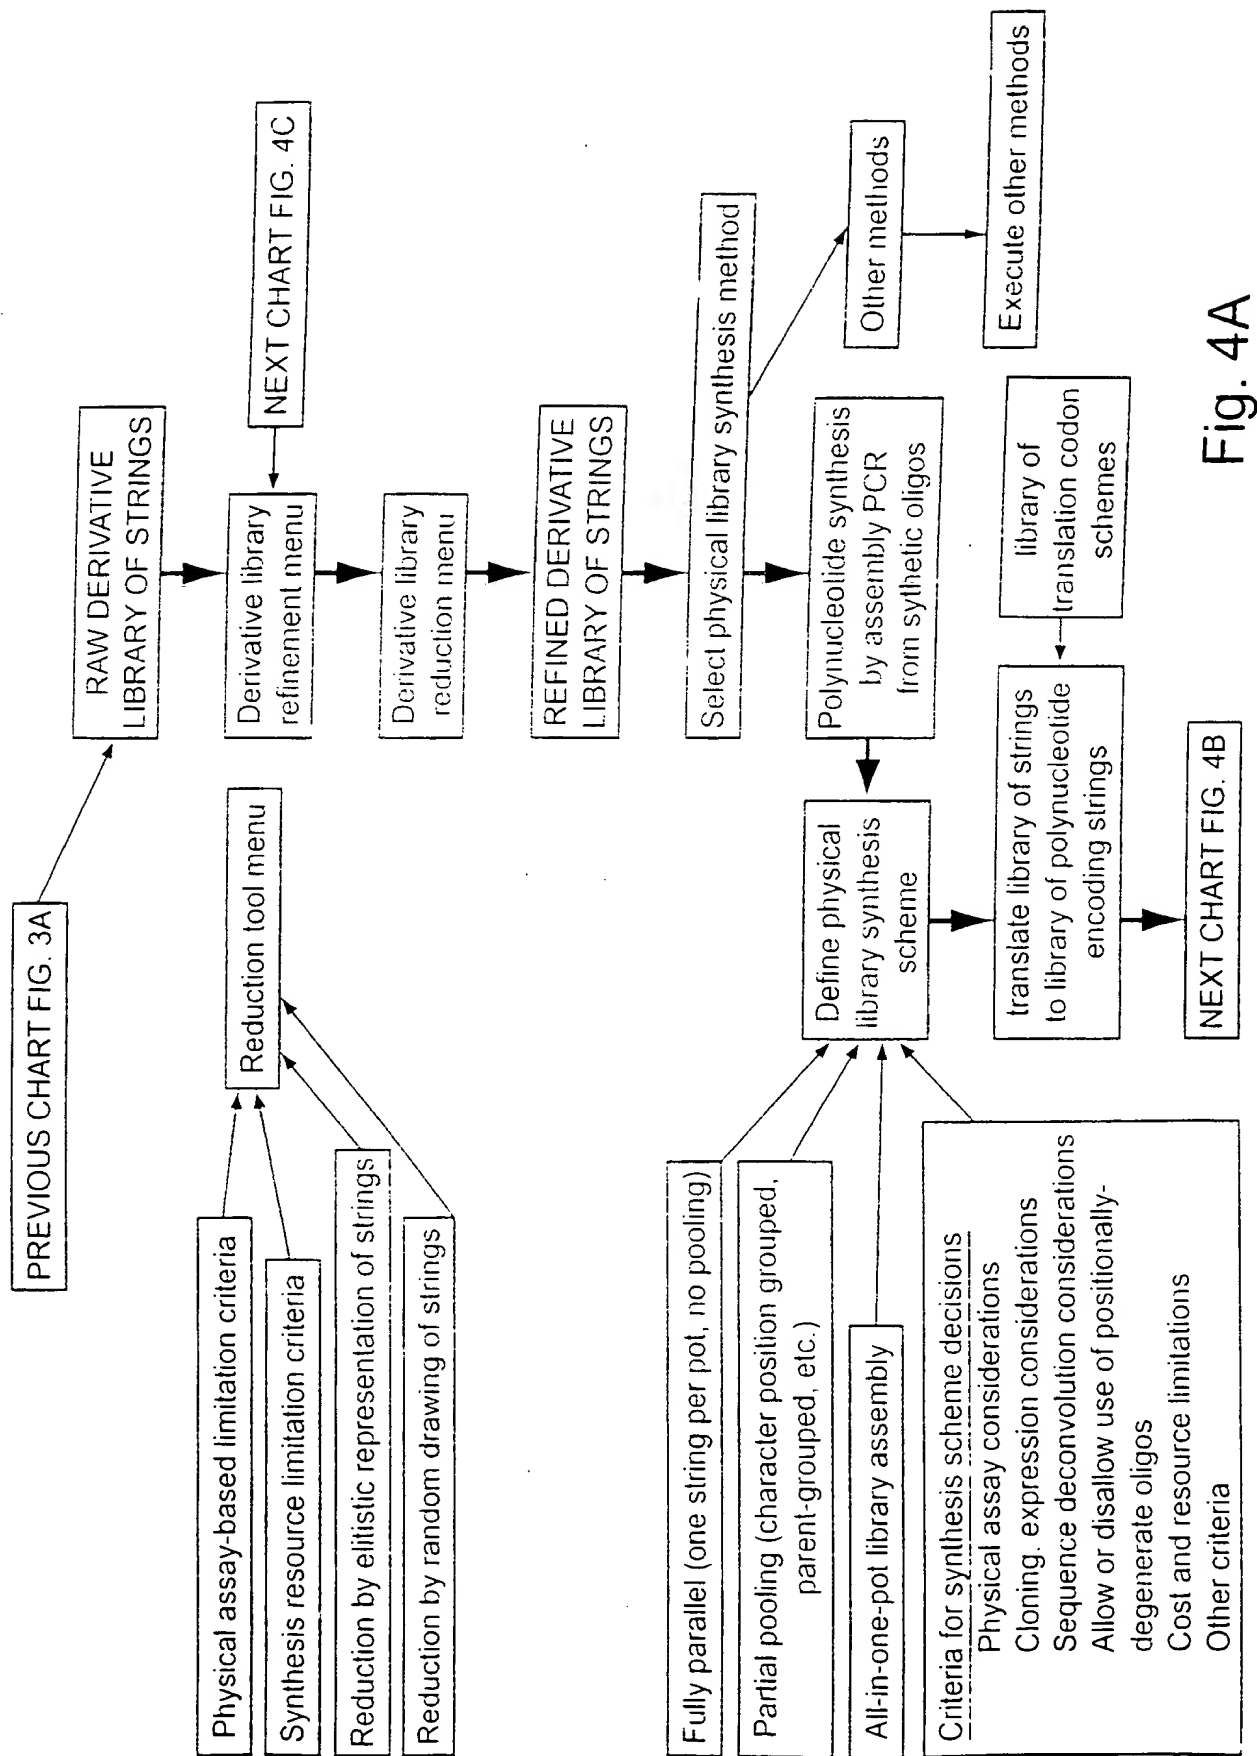 PREVIOUS CHART FIG. 3A
RAW DERIVATIVE
LIBRARY OF STRINGS
NEXT CHART FIG. 4C
Derivative library
refinement menu
Derivative library
reduction menu
Reduction tool menu
Physical assay-based limitation criteria
Synthesis resource limitation criteria
Reduction by elitistic representation of strings
Reduction by random drawing of strings
REFINED DERIVATIVE
LIBRARY OF STRINGS
Select physical library synthesis method
Other methods
Execute other methods
Polynucleotide synthesis
by assembly PCR
from sythetic oligos
Define physical
library synthesis
scheme
Fully parallel (one string per pot, no pooling)
Partial pooling (character position grouped,
parent-grouped, etc.)
All-in-one-pot library assembly
Criteria for synthesis scheme decisions
Physical assay considerations
Cloning. expression considerations
Sequence deconvolution considerations
Allow or disallow use of positionally-
degenerate oligos
Cost and resource limitations
Other criteria
library of
translation codon
schemes
translate library of strings
to library of polynucleotide
encoding strings
NEXT CHART FIG. 4B
Fig. 4A